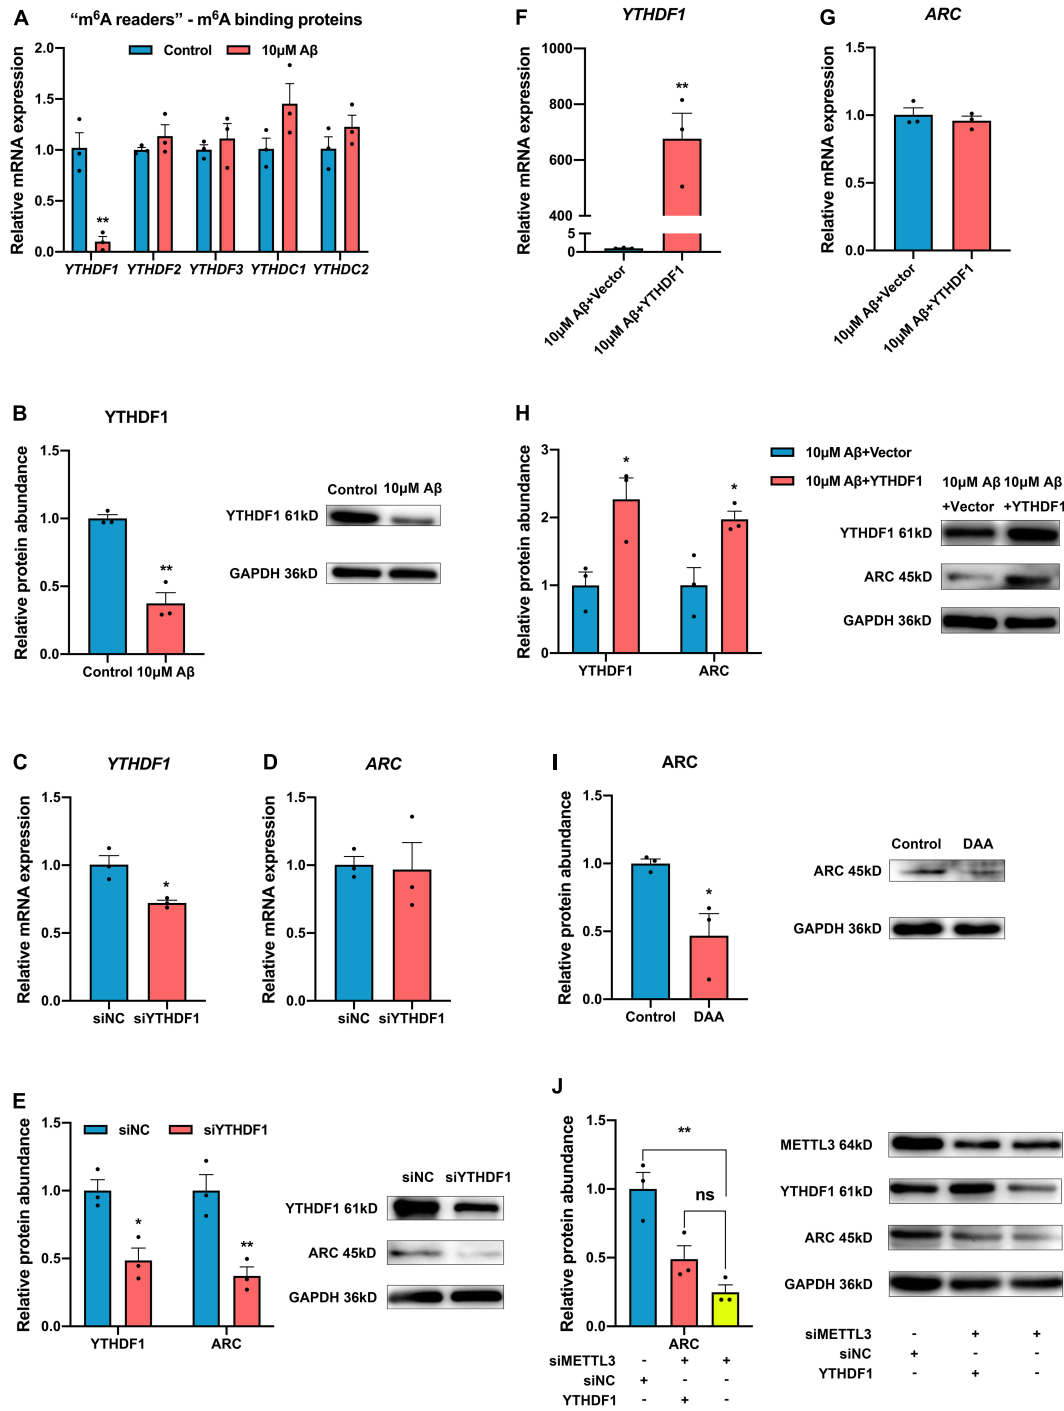 A
“m⁶A readers” - m⁶A binding proteins
Control
10μM Aβ
Relative mRNA expression
2.0
1.5
1.0
0.5
0.0
**
YTHDF1 YTHDF2 YTHDF3 YTHDC1 YTHDC2
F
YTHDF1
Relative mRNA expression
1000
800
600
400
5
0
**
10μM Aβ+Vector
10μM Aβ+YTHDF1
G
ARC
Relative mRNA expression
1.5
1.0
0.5
0.0
10μM Aβ+Vector
10μM Aβ+YTHDF1
B
YTHDF1
Relative protein abundance
1.5
1.0
0.5
0.0
**
Control 10μM Aβ
Control 10μM Aβ
YTHDF1 61kD
GAPDH 36kD
H
Relative protein abundance
3
2
1
0
*
*
YTHDF1 ARC
10μM Aβ+Vector
10μM Aβ+YTHDF1
10μM Aβ 10μM Aβ
+Vector +YTHDF1
YTHDF1 61kD
ARC 45kD
GAPDH 36kD
C
YTHDF1
Relative mRNA expression
1.5
1.0
0.5
0.0
*
siNC siYTHDF1
D
ARC
Relative mRNA expression
1.5
1.0
0.5
0.0
siNC siYTHDF1
I
ARC
Relative protein abundance
1.5
1.0
0.5
0.0
*
Control DAA
Control DAA
ARC 45kD
GAPDH 36kD
E
siNC
siYTHDF1
Relative protein abundance
1.5
1.0
0.5
0.0
*
**
YTHDF1 ARC
siNC siYTHDF1
YTHDF1 61kD
ARC 45kD
GAPDH 36kD
J
Relative protein abundance
1.5
1.0
0.5
0.0
**
ns
ARC
siMETTL3 - + +
siNC + - -
YTHDF1 - + -
METTL3 64kD
YTHDF1 61kD
ARC 45kD
GAPDH 36kD
siMETTL3 - + +
siNC + - -
YTHDF1 - + -